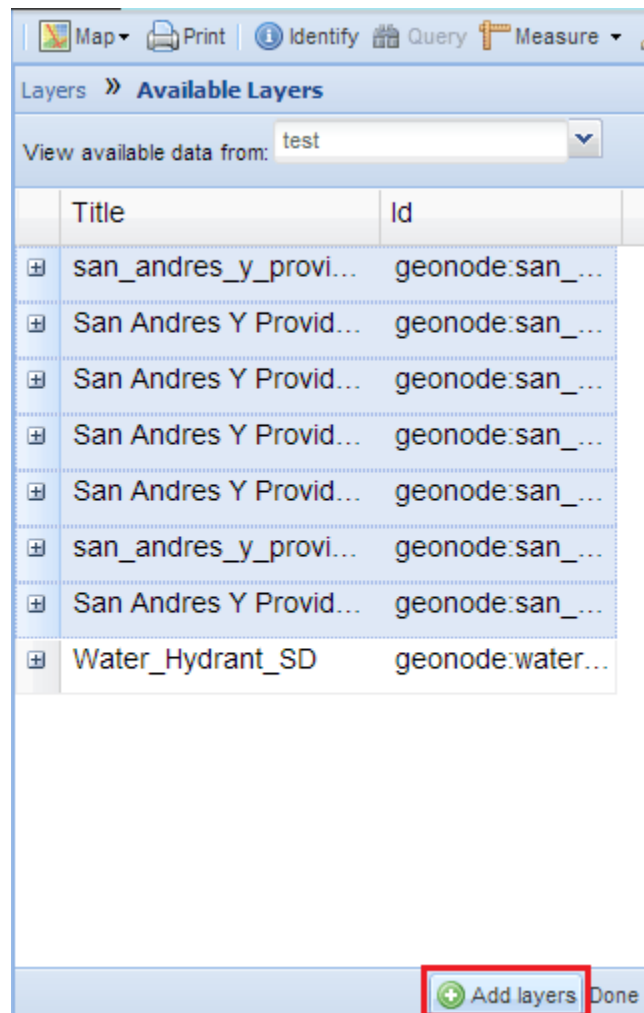 Map Print Identify Query Measure
Layers » Available Layers
View available data from: test
Title Id
san_andres_y_provi... geonode:san_...
San Andres Y Provid... geonode:san_...
San Andres Y Provid... geonode:san_...
San Andres Y Provid... geonode:san_...
San Andres Y Provid... geonode:san_...
san_andres_y_provi... geonode:san_...
San Andres Y Provid... geonode:san_...
Water_Hydrant_SD geonode:water...
Add layers Done